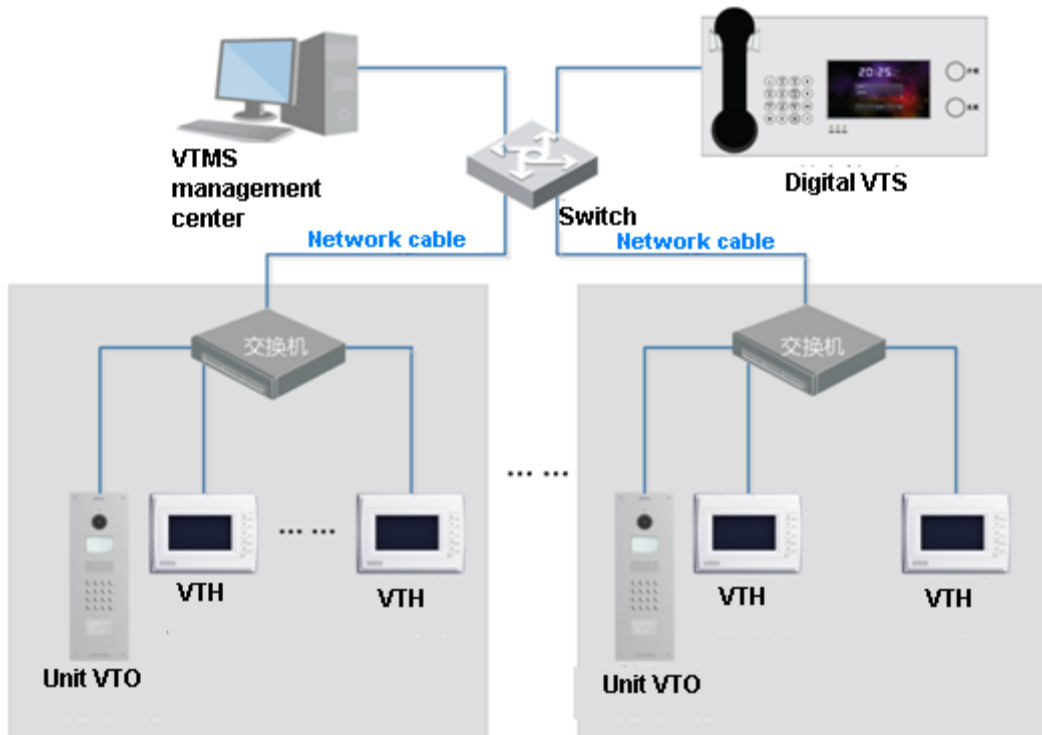 20:25
VTMS
management
center
Digital VTS
Switch
Network cable
Network cable
交换机
交换机
... ...
... ...
VTH
VTH
VTH
VTH
Unit VTO
Unit VTO